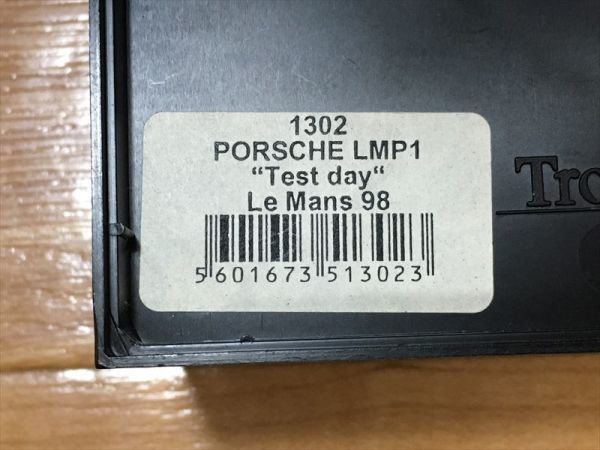 1302
PORSCHE LMP1
“Test day“
Le Mans 98
5 601673 513023